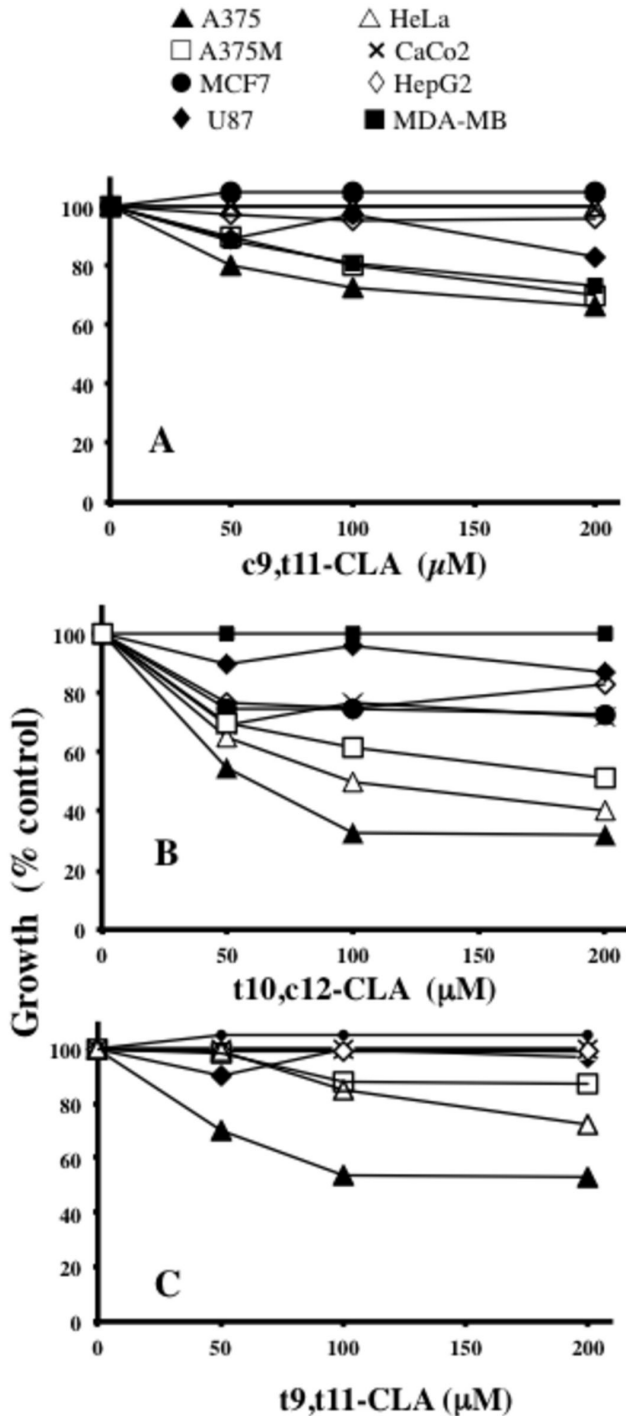 A375 HeLa
A375M CaCo2
MCF7 HepG2
U87 MDA-MB
100
80
60
40
20
0
A
0 50 100 150 200
c9,t11-CLA (µM)
100
80
60
40
20
0
B
0 50 100 150 200
t10,c12-CLA (µM)
Growth (% control)
100
80
60
40
20
0
C
0 50 100 150 200
t9,t11-CLA (µM)